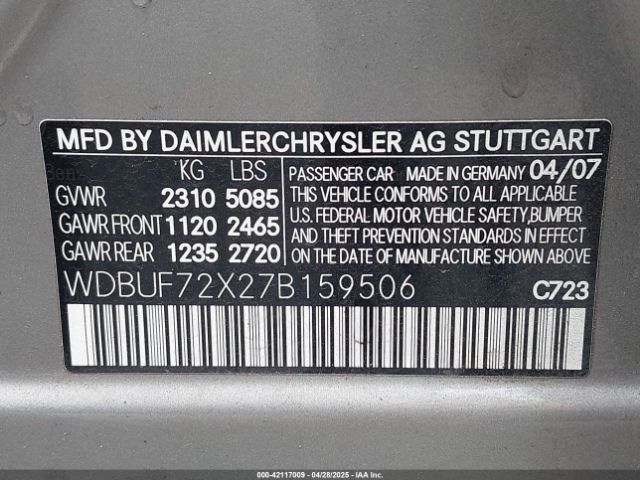 MFD BY DAIMLERCHRYSLER AG STUTTGART
KG LBS
GVWR 2310 5085
GAWR FRONT 1120 2465
GAWR REAR 1235 2720
PASSENGER CAR MADE IN GERMANY 04/07
THIS VEHICLE CONFORMS TO ALL APPLICABLE
U.S. FEDERAL MOTOR VEHICLE SAFETY, BUMPER
AND THEFT PREVENTION STANDARDS IN EFFECT
ON THE DATE OF MANUFACTURE SHOWN ABOVE
WDBUF72X27B159506 C723
000-42117009 04/28/2025 IAA INC.